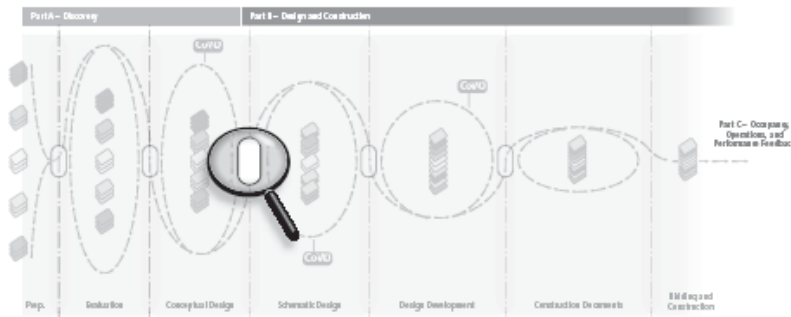 Part A – Discovery
Part B – Design and Construction
CoVO
CoVO
Part C – Occupancy,
Operations, and
Performance Feedbac
CoVO
Prep.
Evaluation
Conceptual Design
Schematic Design
Design Development
Construction Documents
Bidding and
Construction